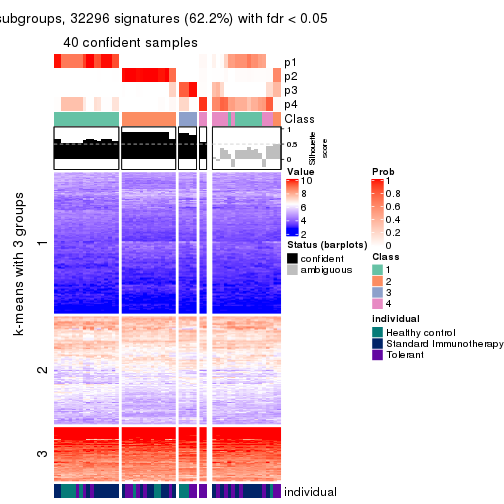 subgroups, 32296 signatures (62.2%) with fdr < 0.05
40 confident samples
p1
p2
p3
p4
Class
1
0.5
0
Silhouette
score
k-means with 3 groups
1
2
3
individual
Value
10
8
6
4
2
Status (barplots)
confident
ambiguous
Prob
1
0.8
0.6
0.4
0.2
0
Class
1
2
3
4
individual
Healthy control
Standard Immunotherapy
Tolerant